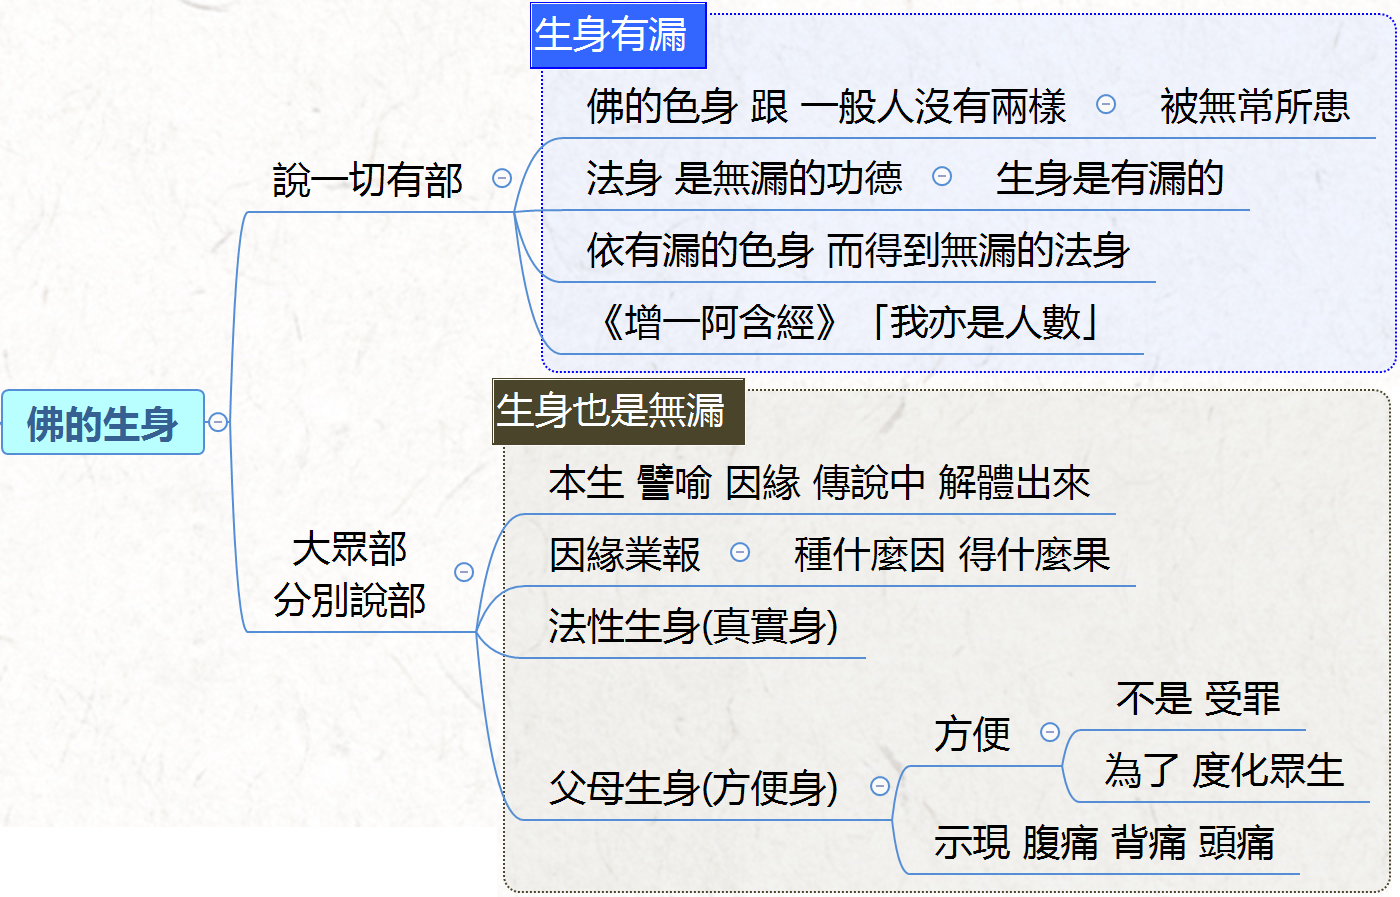 佛的生身
說一切有部
生身有漏
佛的色身 跟 一般人沒有兩樣
被無常所患
法身 是無漏的功德
生身是有漏的
依有漏的色身 而得到無漏的法身
《增一阿含經》「我亦是人數」
大眾部
分別說部
生身也是無漏
本生 譬喻 因緣 傳說中 解體出來
因緣業報
種什麼因 得什麼果
法性生身(真實身)
父母生身(方便身)
方便
不是 受罪
為了 度化眾生
示現 腹痛 背痛 頭痛